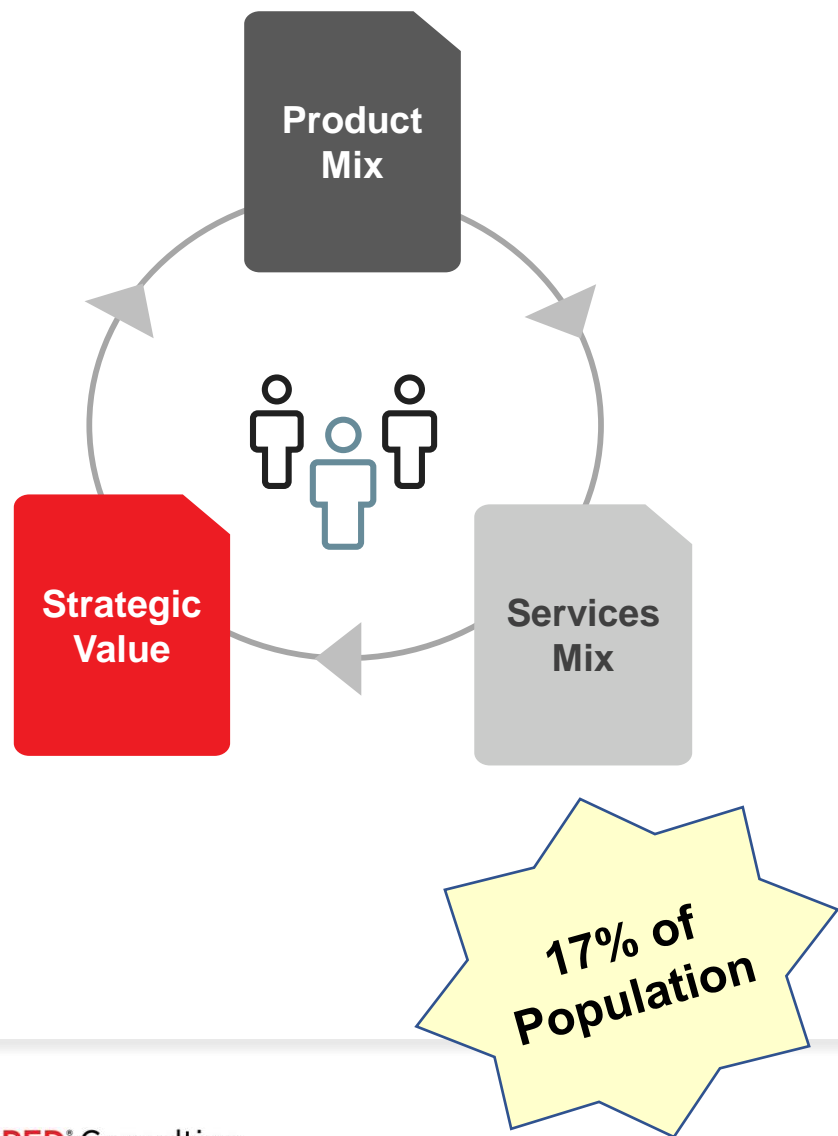 Product
Mix
Strategic
Value
Services
Mix
17% of
Population